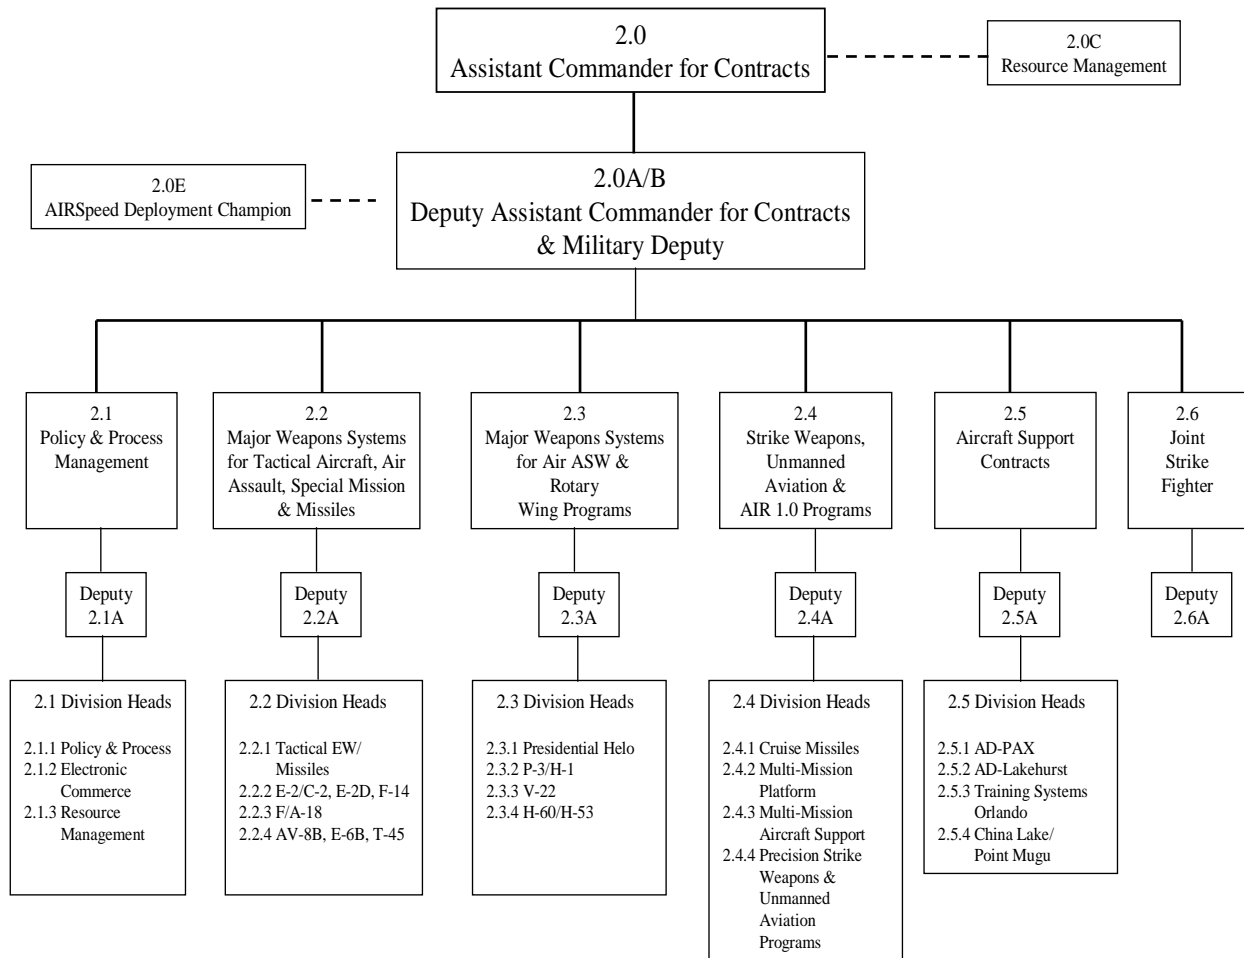 2.0
Assistant Commander for Contracts
2.0C
Resource Management
2.0E
AIRSpeed Deployment Champion
2.0A/B
Deputy Assistant Commander for Contracts
& Military Deputy
2.1
Policy & Process
Management
2.2
Major Weapons Systems
for Tactical Aircraft, Air
Assault, Special Mission
& Missiles
2.3
Major Weapons Systems
for Air ASW &
Rotary
Wing Programs
2.4
Strike Weapons,
Unmanned
Aviation &
AIR 1.0 Programs
2.5
Aircraft Support
Contracts
2.6
Joint
Strike
Fighter
Deputy
2.1A
Deputy
2.2A
Deputy
2.3A
Deputy
2.4A
Deputy
2.5A
Deputy
2.6A
2.1 Division Heads
2.1.1 Policy & Process
2.1.2 Electronic
Commerce
2.1.3 Resource
Management
2.2 Division Heads
2.2.1 Tactical EW/
Missiles
2.2.2 E-2/C-2, E-2D, F-14
2.2.3 F/A-18
2.2.4 AV-8B, E-6B, T-45
2.3 Division Heads
2.3.1 Presidential Helo
2.3.2 P-3/H-1
2.3.3 V-22
2.3.4 H-60/H-53
2.4 Division Heads
2.4.1 Cruise Missiles
2.4.2 Multi-Mission
Platform
2.4.3 Multi-Mission
Aircraft Support
2.4.4 Precision Strike
Weapons &
Unmanned
Aviation
Programs
2.5 Division Heads
2.5.1 AD-PAX
2.5.2 AD-Lakehurst
2.5.3 Training Systems
Orlando
2.5.4 China Lake/
Point Mugu